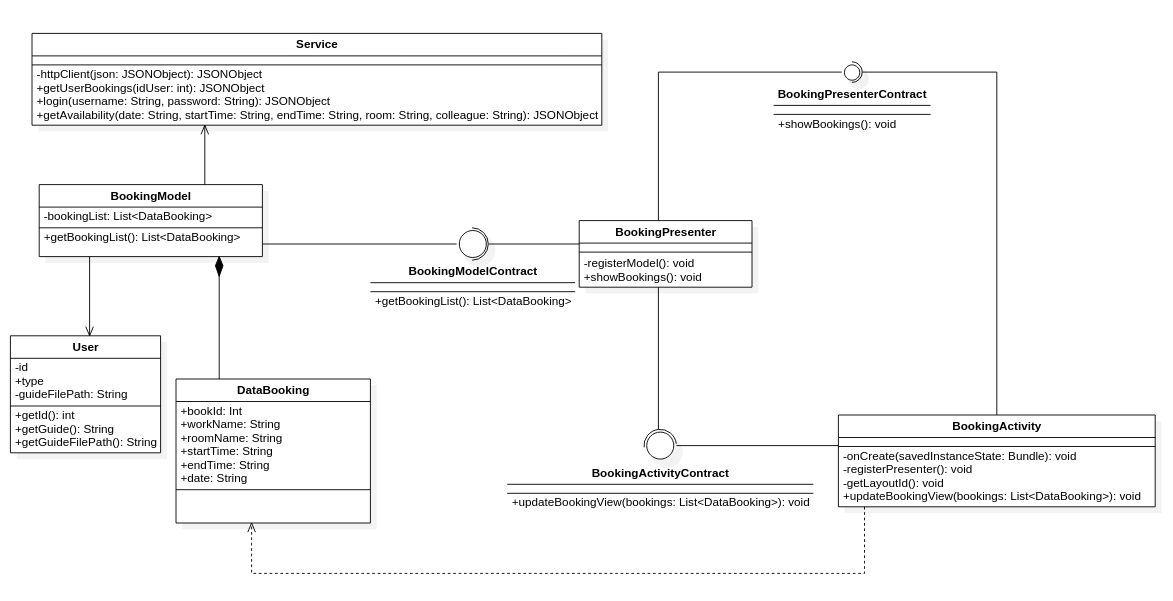 Service
-httpClient(json: JSONObject): JSONObject
+getUserBookings(idUser: int): JSONObject
+login(username: String, password: String): JSONObject
+getAvailability(date: String, startTime: String, endTime: String, room: String, colleague: String): JSONObject
BookingPresenterContract
+showBookings(): void
BookingModel
-bookingList: List<DataBooking>
+getBookingList(): List<DataBooking>
BookingModelContract
+getBookingList(): List<DataBooking>
BookingPresenter
-registerModel(): void
+showBookings(): void
User
-id
+type
-guideFilePath: String
+getId(): int
+getGuide(): String
+getGuideFilePath(): String
DataBooking
+bookId: Int
+workName: String
+roomName: String
+startTime: String
+endTime: String
+date: String
BookingActivityContract
+updateBookingView(bookings: List<DataBooking>): void
BookingActivity
-onCreate(savedInstanceState: Bundle): void
-registerPresenter(): void
-getLayoutId(): void
+updateBookingView(bookings: List<DataBooking>): void